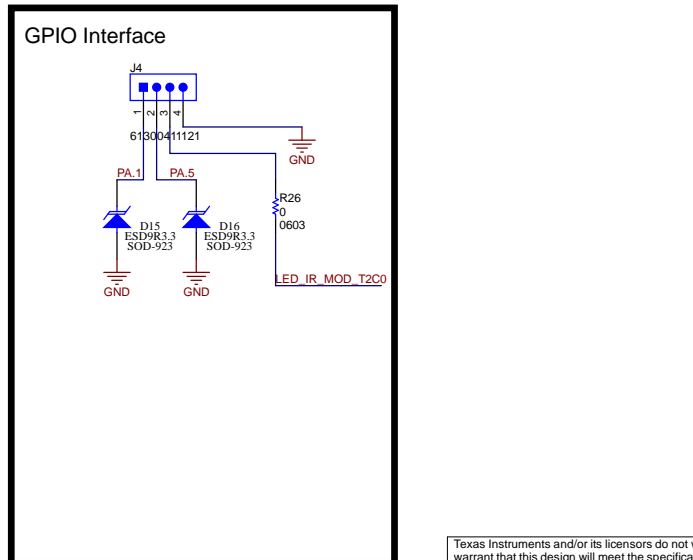 GPIO Interface
J4
1 2 3 4
61300411121
GND
PA.1 PA.5
R26
0
0603
D15
ESD9R3.3
SOD-923
D16
ESD9R3.3
SOD-923
LED_IR_MOD_T2C0
GND
GND
Texas Instruments and/or its licensors do not
warrant that this design will meet the specifica